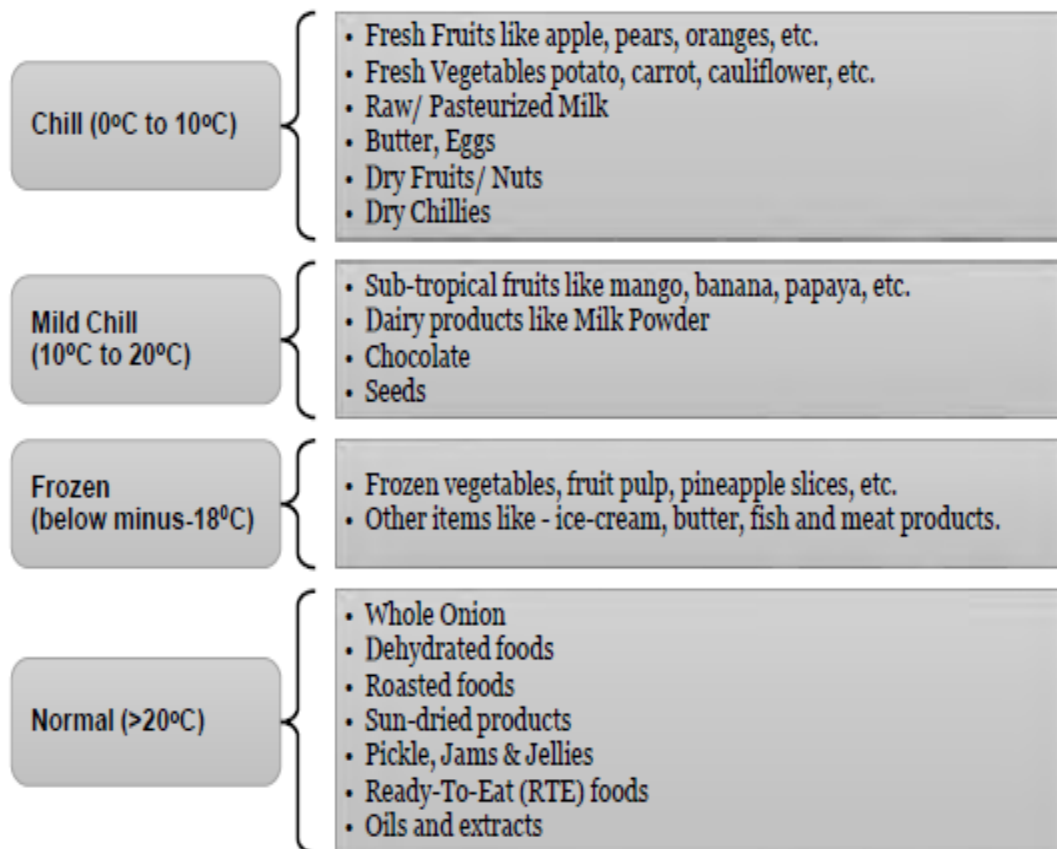 Chill (0ºC to 10ºC)
• Fresh Fruits like apple, pears, oranges, etc.
• Fresh Vegetables potato, carrot, cauliflower, etc.
• Raw/ Pasteurized Milk
• Butter, Eggs
• Dry Fruits/ Nuts
• Dry Chillies
Mild Chill
(10ºC to 20ºC)
• Sub-tropical fruits like mango, banana, papaya, etc.
• Dairy products like Milk Powder
• Chocolate
• Seeds
Frozen
(below minus-18⁰C)
• Frozen vegetables, fruit pulp, pineapple slices, etc.
• Other items like - ice-cream, butter, fish and meat products.
Normal (>20ºC)
• Whole Onion
• Dehydrated foods
• Roasted foods
• Sun-dried products
• Pickle, Jams & Jellies
• Ready-To-Eat (RTE) foods
• Oils and extracts